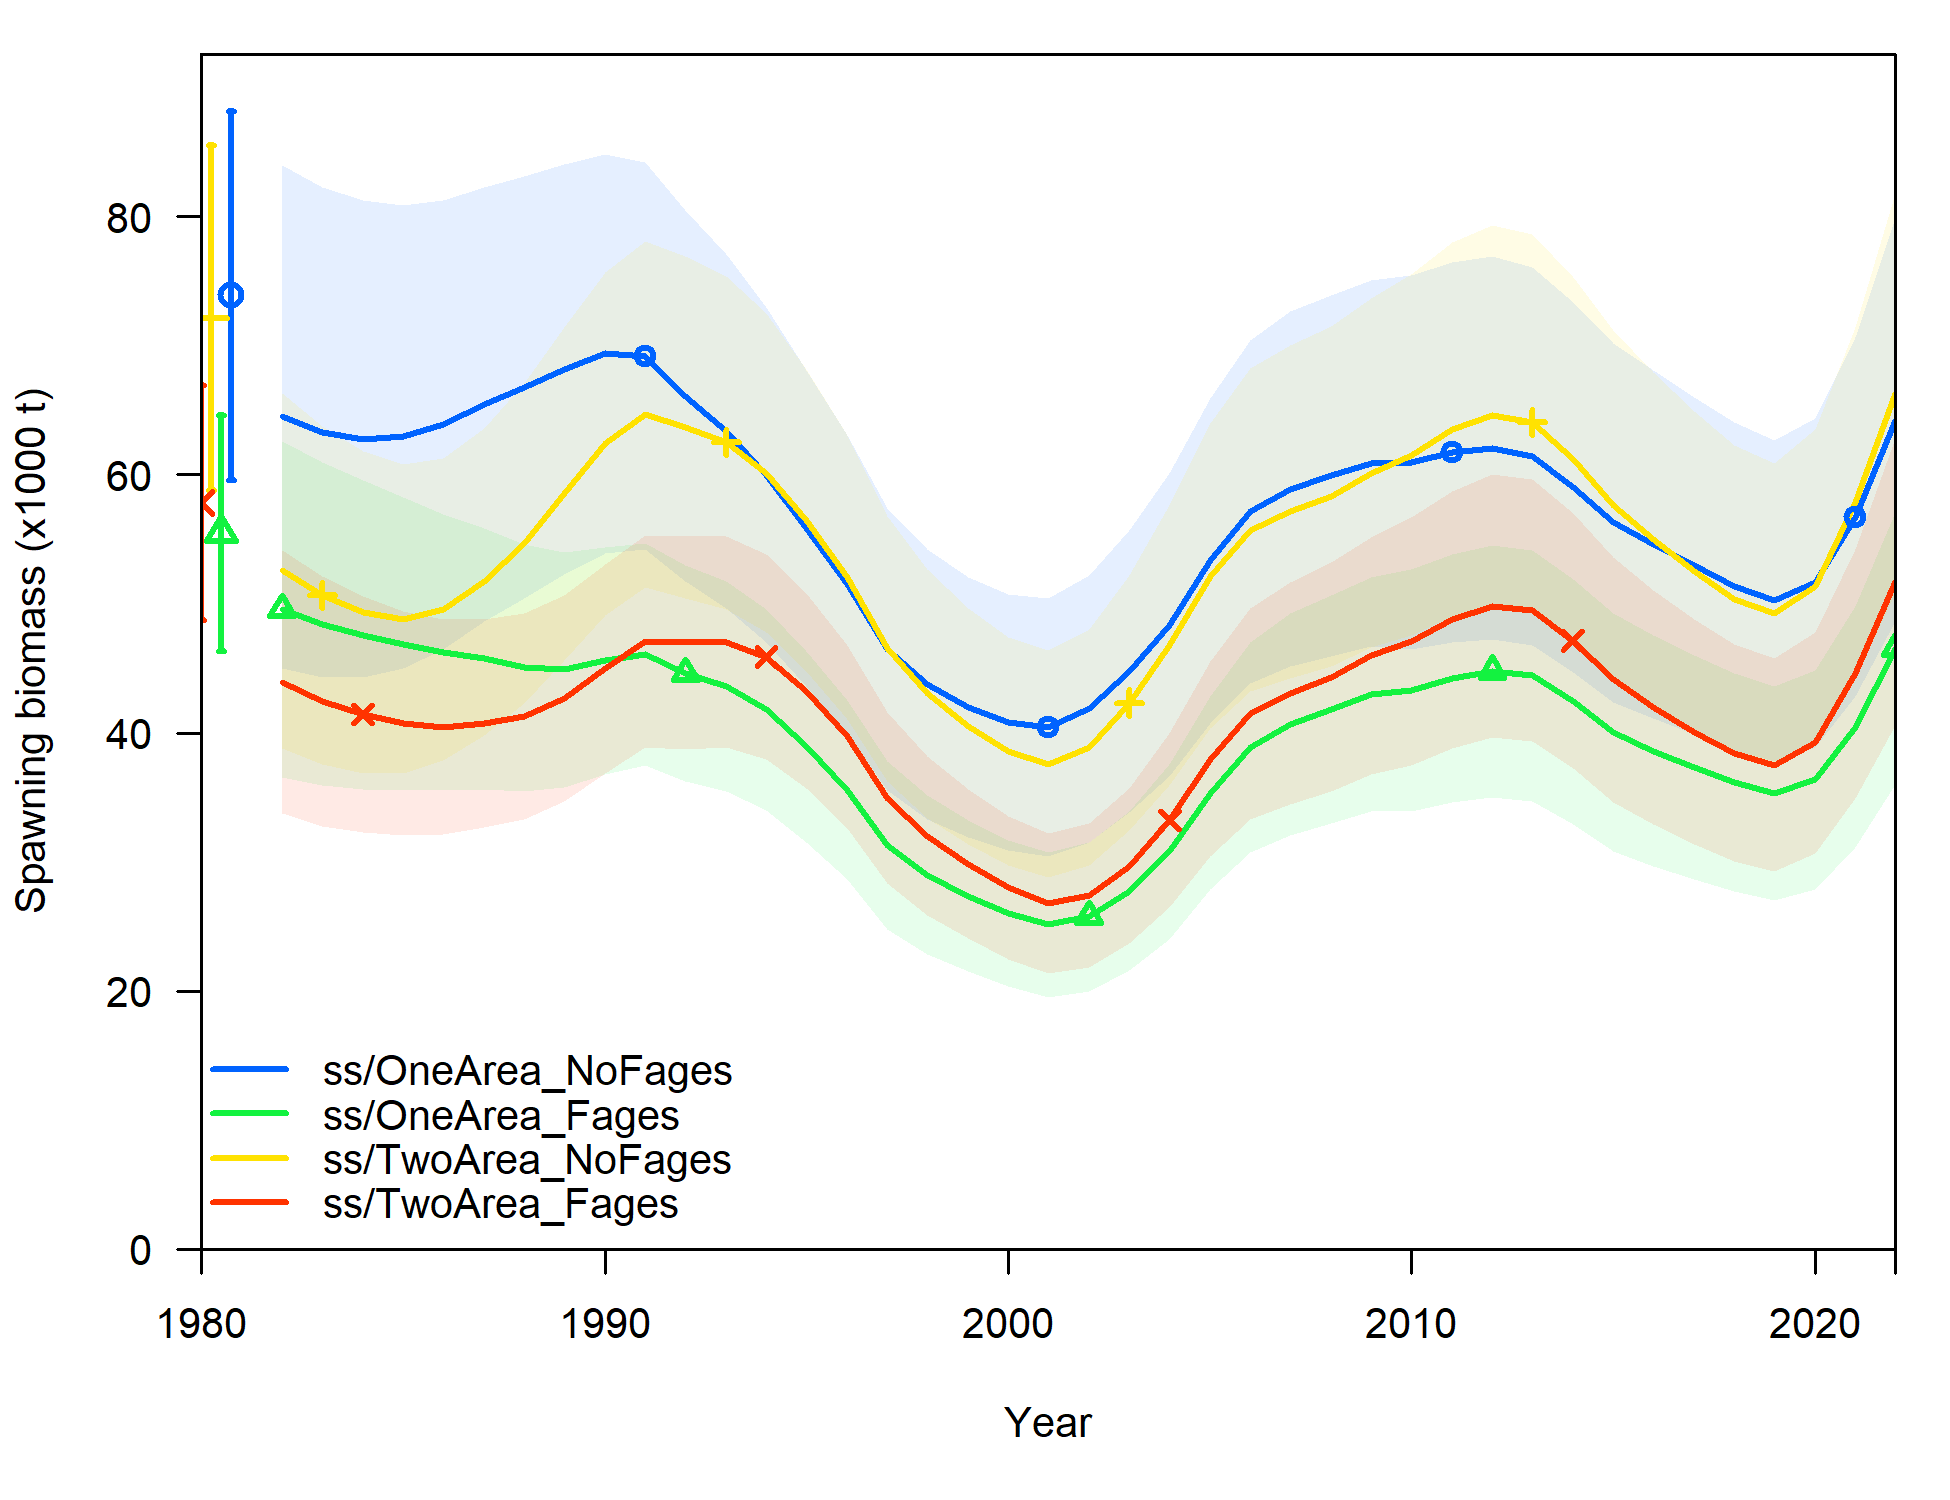 Spawning biomass (x1000 t)
80
60
40
20
0
ss/OneArea_NoFages
ss/OneArea_Fages
ss/TwoArea_NoFages
ss/TwoArea_Fages
1980 1990 2000 2010 2020
Year